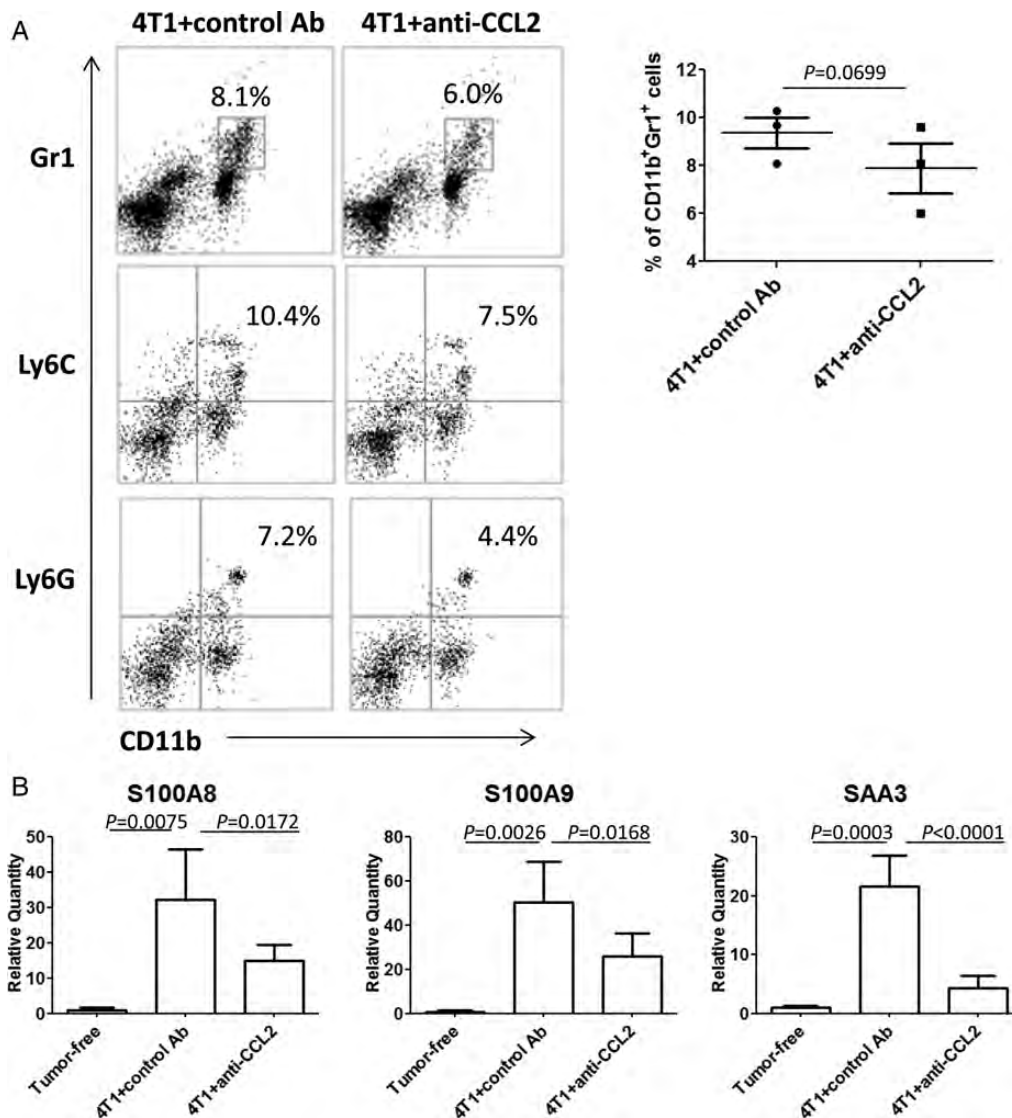 A
4T1+control Ab 4T1+anti-CCL2
Gr1
8.1%
6.0%
Ly6C
10.4%
7.5%
Ly6G
7.2%
4.4%
CD11b
P=0.0699
% of CD11b+Gr1+ cells
12
10
8
6
4
4T1+control Ab
4T1+anti-CCL2
B
S100A8
P=0.0075 P=0.0172
Relative Quantity
50
40
30
20
10
0
Tumor-free
4T1+control Ab
4T1+anti-CCL2
S100A9
P=0.0026 P=0.0168
Relative Quantity
80
60
40
20
0
Tumor-free
4T1+control Ab
4T1+anti-CCL2
SAA3
P=0.0003 P<0.0001
Relative Quantity
30
20
10
0
Tumor-free
4T1+control Ab
4T1+anti-CCL2